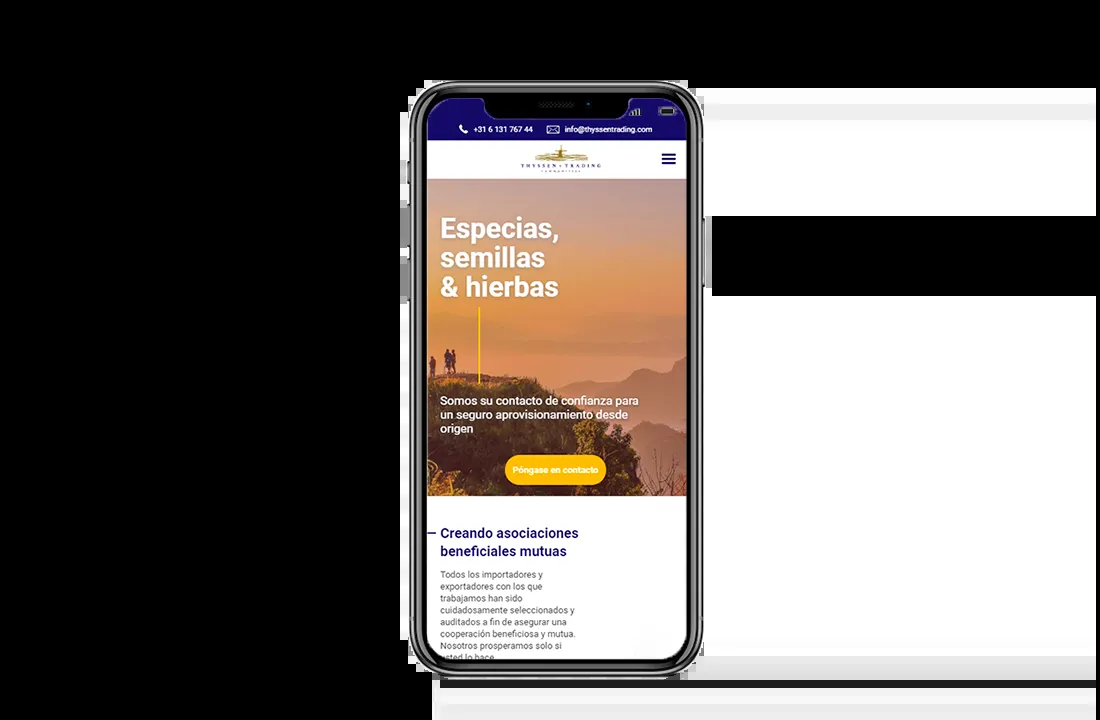 +31 6 131 767 44 info@thyssentrading.com
THYSSEN • TRADING
COMMODITIES
Especias,
semillas
& hierbas
Somos su contacto de confianza para
un seguro aprovisionamiento desde
origen
Póngase en contacto
Creando asociaciones
beneficiales mutuas
Todos los importadores y
exportadores con los que
trabajamos han sido
cuidadosamente seleccionados y
auditados a fin de asegurar una
cooperación beneficiosa y mutua.
Nosotros prosperamos solo si
usted lo hace